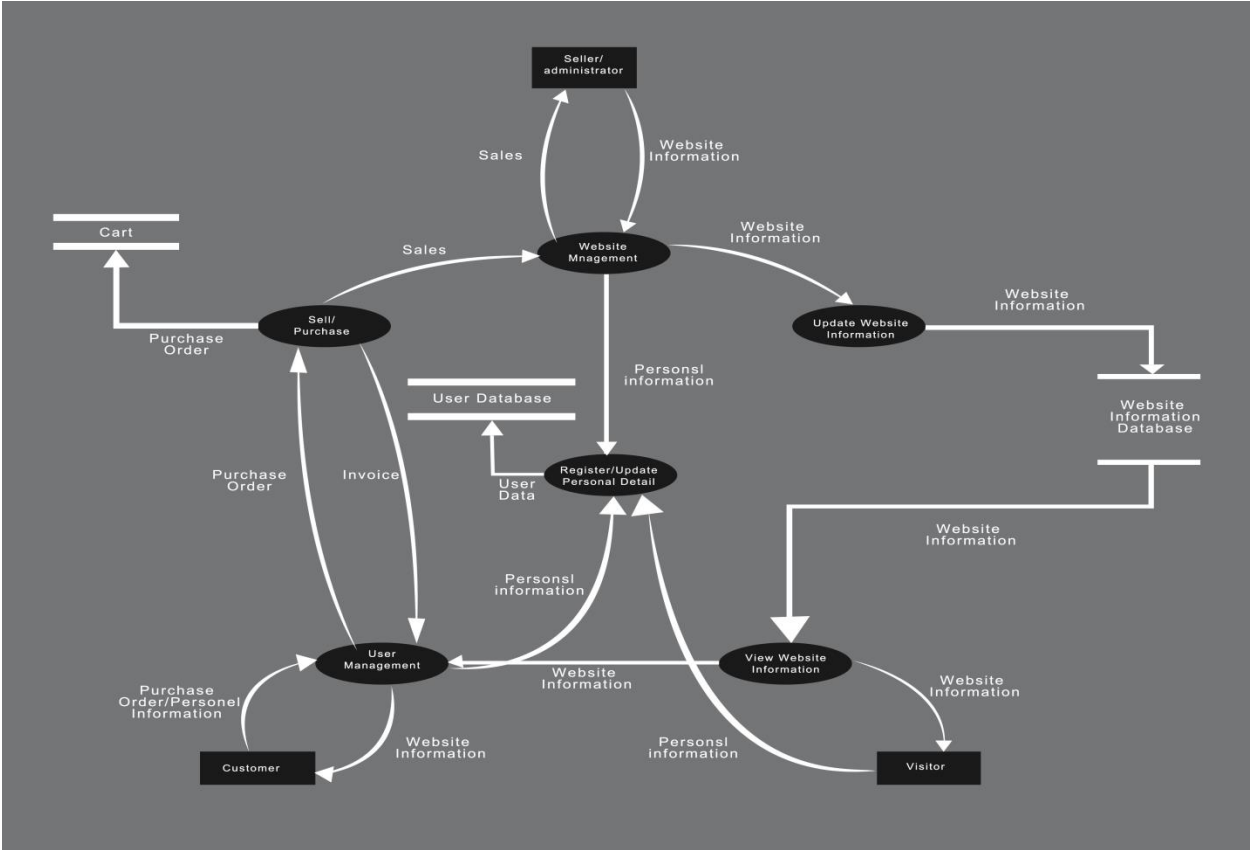 Seller/
administrator
Sales
Website
Information
Cart
Sales
Website
Mnagement
Website
Information
Purchase
Order
Sell/
Purchase
Update Website
Information
Website
Information
Personsl
information
User Database
Website
Information
Database
Purchase
Order
Invoice
User
Data
Register/Update
Personal Detail
Website
Information
Personsl
information
User
Management
Website
Information
View Website
Information
Website
Information
Purchase
Order/Personel
Information
Website
Information
Personsl
information
Customer
Visitor